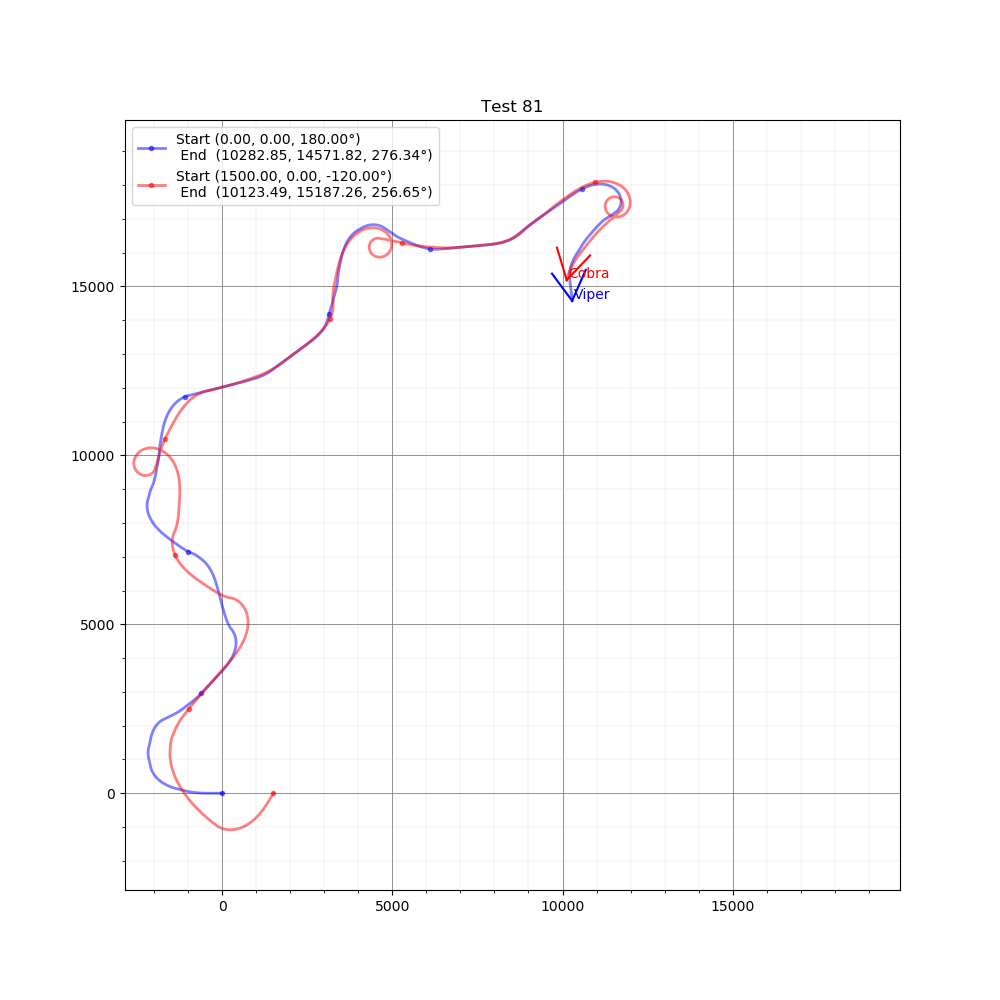 Test 81
Start (0.00, 0.00, 180.00°)
End (10282.85, 14571.82, 276.34°)
Start (1500.00, 0.00, -120.00°)
End (10123.49, 15187.26, 256.65°)
15000
10000
5000
0
Cobra
Viper
0 5000 10000 15000